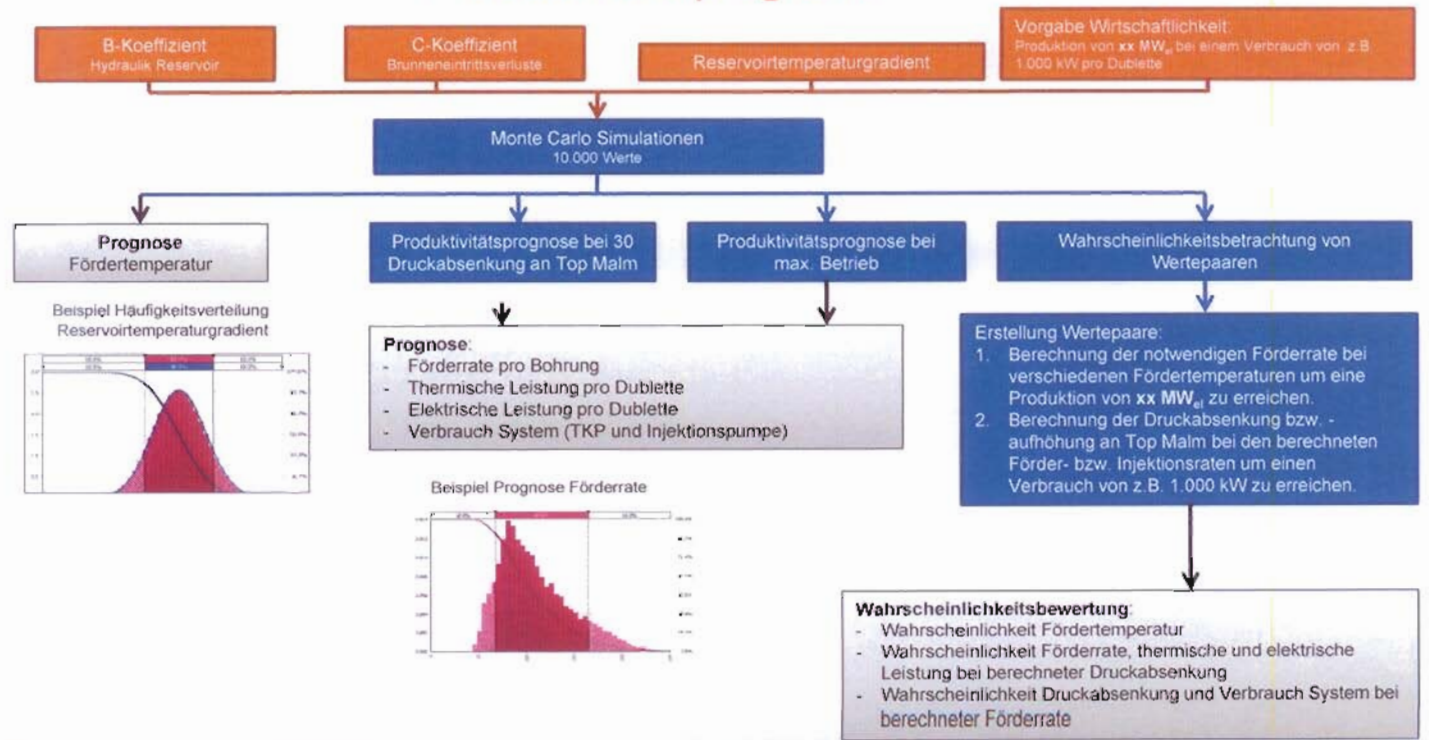 B-Koeffizient
Hydraulik Reservoir
C-Koeffizient
Brunneneintrittsverluste
Reservoirtemperaturgradient
Vorgabe Wirtschaftlichkeit:
Produktion von xx MWel bei einem Verbrauch von z.B.
1.000 kW pro Dublette
Monte Carlo Simulationen
10.000 Werte
Prognose
Fördertemperatur
Produktivitätsprognose bei 30
Druckabsenkung an Top Malm
Produktivitätsprognose bei
max. Betrieb
Wahrscheinlichkeitsbetrachtung von
Wertepaaren
Beispiel Häufigkeitsverteilung
Reservoirtemperaturgradient
Prognose:
- Förderrate pro Bohrung
- Thermische Leistung pro Dublette
- Elektrische Leistung pro Dublette
- Verbrauch System (TKP und Injektionspumpe)
Erstellung Wertepaare:
1. Berechnung der notwendigen Förderrate bei
verschiedenen Fördertemperaturen um eine
Produktion von xx MWel zu erreichen.
2. Berechnung der Druckabsenkung bzw. -
aufhöhung an Top Malm bei den berechneten
Förder- bzw. Injektionsraten um einen
Verbrauch von z.B. 1.000 kW zu erreichen.
Beispiel Prognose Förderrate
Wahrscheinlichkeitsbewertung:
- Wahrscheinlichkeit Fördertemperatur
- Wahrscheinlichkeit Förderrate, thermische und elektrische
Leistung bei berechneter Druckabsenkung
- Wahrscheinlichkeit Druckabsenkung und Verbrauch System bei
berechneter Förderrate